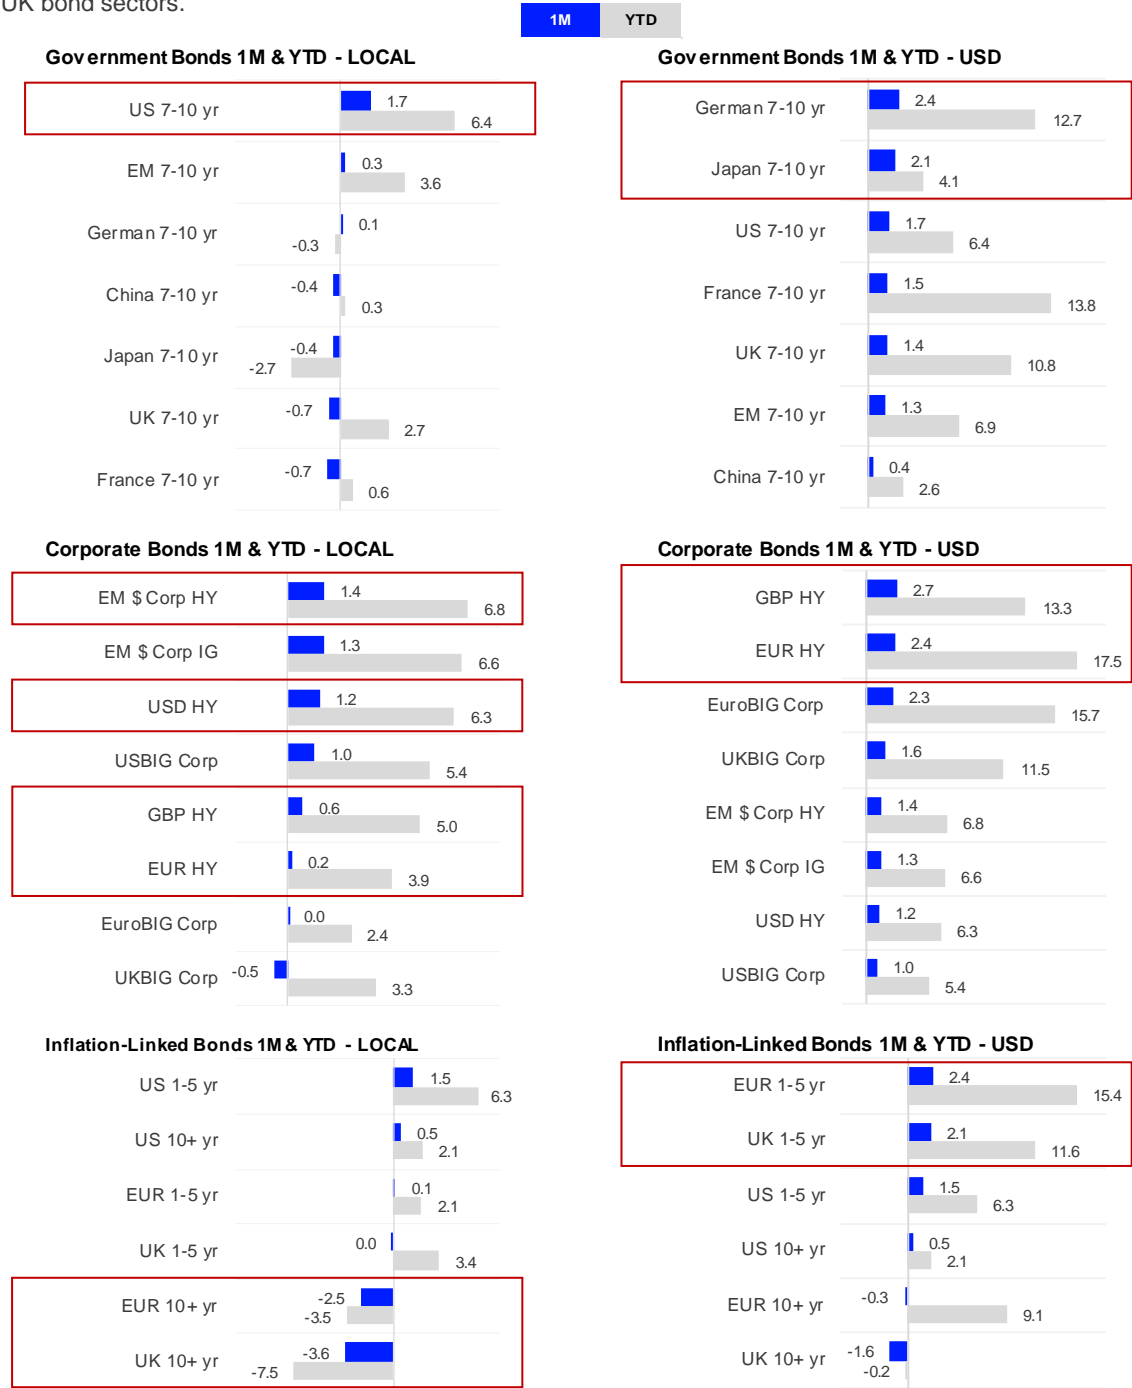 UK bond sectors.
1M YTD
Government Bonds 1M & YTD - LOCAL
US 7-10 yr 1.7 6.4
EM 7-10 yr 0.3 3.6
German 7-10 yr 0.1 -0.3
China 7-10 yr -0.4 0.3
Japan 7-10 yr -0.4 -2.7
UK 7-10 yr -0.7 2.7
France 7-10 yr -0.7 0.6
Government Bonds 1M & YTD - USD
German 7-10 yr 2.4 12.7
Japan 7-10 yr 2.1 4.1
US 7-10 yr 1.7 6.4
France 7-10 yr 1.5 13.8
UK 7-10 yr 1.4 10.8
EM 7-10 yr 1.3 6.9
China 7-10 yr 0.4 2.6
Corporate Bonds 1M & YTD - LOCAL
EM $ Corp HY 1.4 6.8
EM $ Corp IG 1.3 6.6
USD HY 1.2 6.3
USBIG Corp 1.0 5.4
GBP HY 0.6 5.0
EUR HY 0.2 3.9
EuroBIG Corp 0.0 2.4
UKBIG Corp -0.5 3.3
Corporate Bonds 1M & YTD - USD
GBP HY 2.7 13.3
EUR HY 2.4 17.5
EuroBIG Corp 2.3 15.7
UKBIG Corp 1.6 11.5
EM $ Corp HY 1.4 6.8
EM $ Corp IG 1.3 6.6
USD HY 1.2 6.3
USBIG Corp 1.0 5.4
Inflation-Linked Bonds 1M & YTD - LOCAL
US 1-5 yr 1.5 6.3
US 10+ yr 0.5 2.1
EUR 1-5 yr 0.1 2.1
UK 1-5 yr 0.0 3.4
EUR 10+ yr -2.5 -3.5
UK 10+ yr -3.6 -7.5
Inflation-Linked Bonds 1M & YTD - USD
EUR 1-5 yr 2.4 15.4
UK 1-5 yr 2.1 11.6
US 1-5 yr 1.5 6.3
US 10+ yr 0.5 2.1
EUR 10+ yr -0.3 9.1
UK 10+ yr -1.6 -0.2